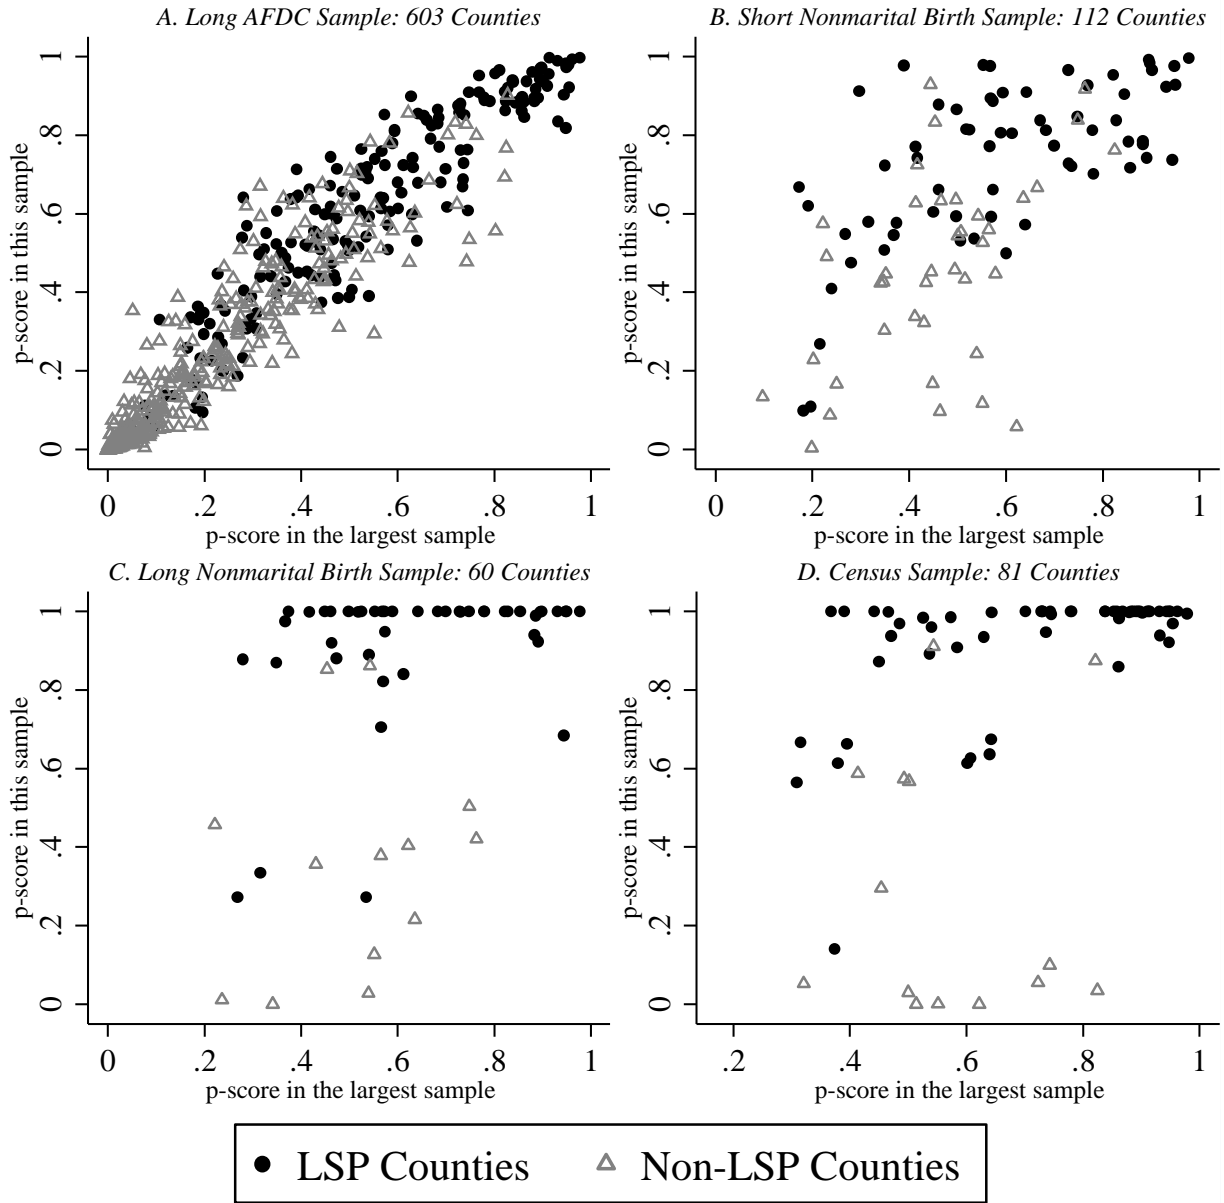 A. Long AFDC Sample: 603 Counties
p-score in this sample
1
.8
.6
.4
.2
0
0 .2 .4 .6 .8 1
p-score in the largest sample
B. Short Nonmarital Birth Sample: 112 Counties
p-score in this sample
1
.8
.6
.4
.2
0
0 .2 .4 .6 .8 1
p-score in the largest sample
C. Long Nonmarital Birth Sample: 60 Counties
p-score in this sample
1
.8
.6
.4
.2
0
0 .2 .4 .6 .8 1
p-score in the largest sample
D. Census Sample: 81 Counties
p-score in this sample
1
.8
.6
.4
.2
0
.2 .4 .6 .8 1
p-score in the largest sample
LSP Counties Non-LSP Counties